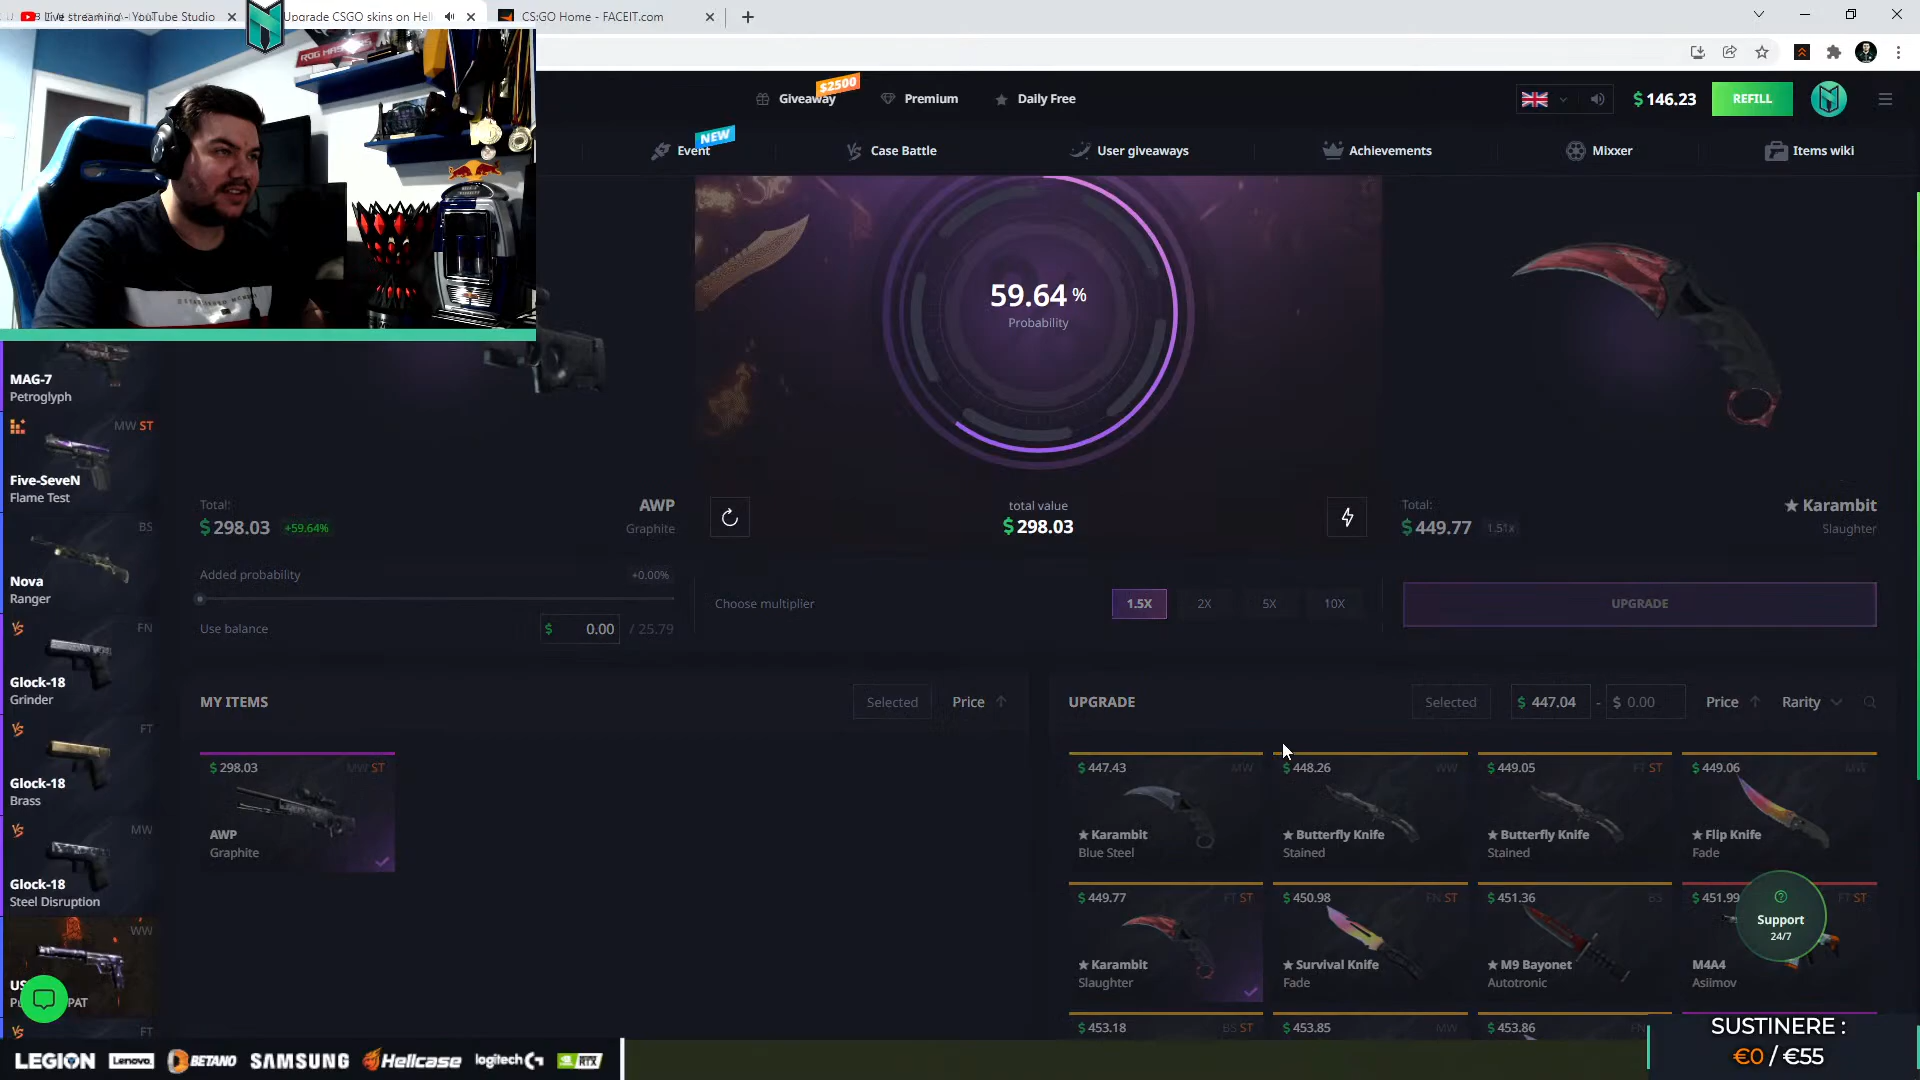 Live streaming - YouTube Studio
Upgrade CSGO skins on Hell
CS:GO Home - FACEIT.com
Giveaway
$2500
Premium
Daily Free
$ 146.23
REFILL
Event
NEW
Case Battle
User giveaways
Achievements
Mixxer
Items wiki
MAG-7
Petroglyph
MW ST
Five-SeveN
Flame Test
BS
Nova
Ranger
FN
Glock-18
Grinder
FT
Glock-18
Brass
MW
Glock-18
Steel Disruption
WW
PAT
FT
59.64 %
Probability
Total:
$ 298.03 +59.64%
AWP
Graphite
total value
$ 298.03
Total:
$ 449.77 1.51x
★ Karambit
Slaughter
Added probability
+0.00%
Use balance
$ 0.00 / 25.79
Choose multiplier
1.5X
2X
5X
10X
UPGRADE
MY ITEMS
Selected
Price
UPGRADE
Selected
$ 447.04 - $ 0.00
Price
Rarity
$ 298.03
MW ST
AWP
Graphite
$ 447.43
MW
★ Karambit
Blue Steel
$ 448.26
WW
★ Butterfly Knife
Stained
$ 449.05
FT ST
★ Butterfly Knife
Stained
$ 449.06
MW
★ Flip Knife
Fade
$ 449.77
FT ST
★ Karambit
Slaughter
$ 450.98
FN ST
★ Survival Knife
Fade
$ 451.36
BS
★ M9 Bayonet
Autotronic
$ 451.99
FT ST
M4A4
Asiimov
Support
24/7
$ 453.18
BS ST
$ 453.85
MW
$ 453.86
FN
SUSTINERE :
€0 / €55
LEGION
Lenovo
BETANO
SAMSUNG
Hellcase
logitech G
RTX